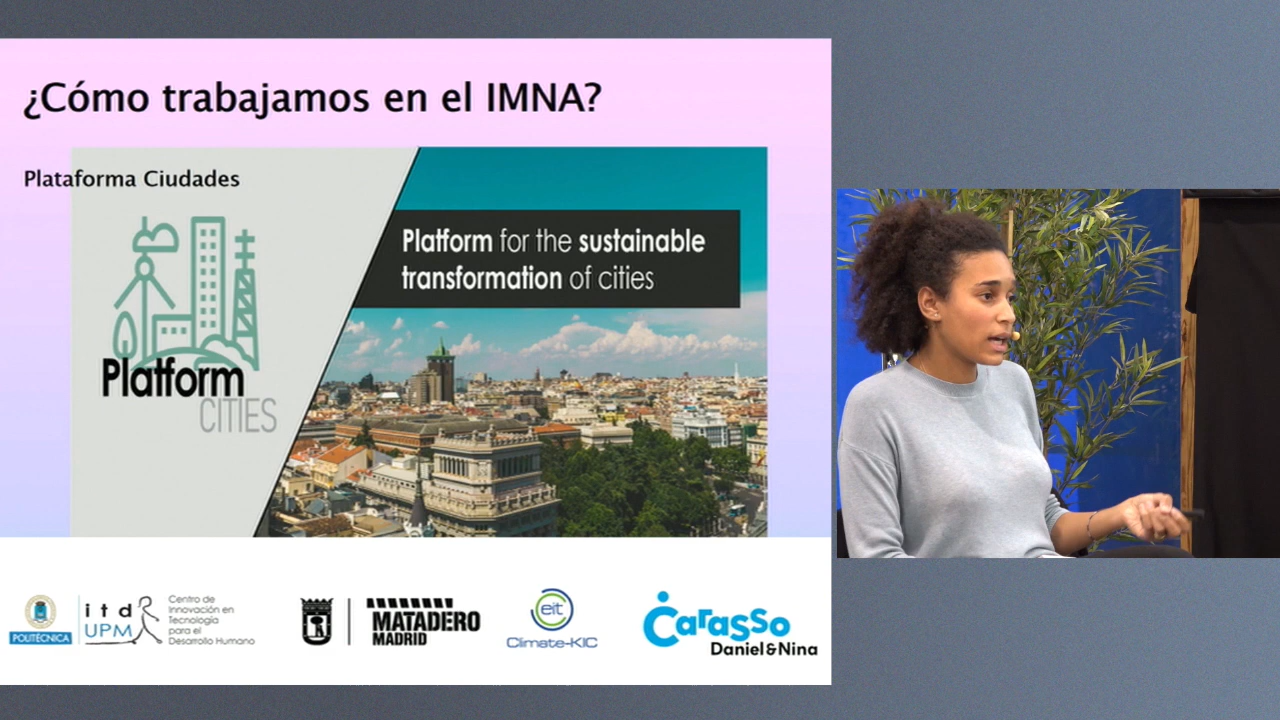 ¿Cómo trabajamos en el IMNA?
Plataforma Ciudades
Platform for the sustainable
transformation of cities
Platform
CITIES
POLITÉCNICA
itd
UPM
Centro de
Innovación en
Tecnología
para el
Desarrollo Humano
MATADERO
MADRID
eit
Climate-KIC
Carasso
Daniel&Nina